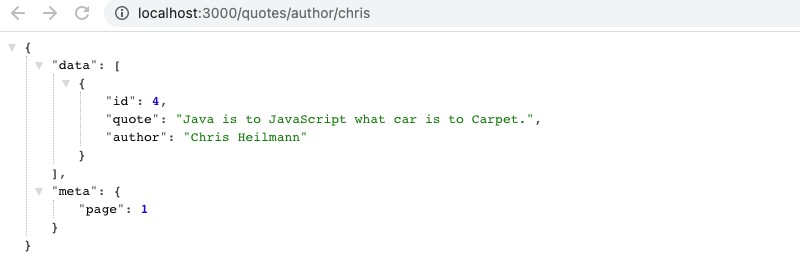 localhost:3000/quotes/author/chris
{
"data": [
{
"id": 4,
"quote": "Java is to JavaScript what car is to Carpet.",
"author": "Chris Heilmann"
}
],
"meta": {
"page": 1
}
}